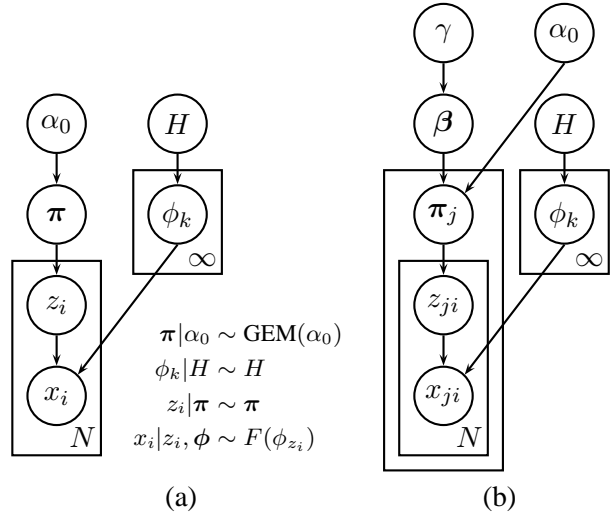 γ
α₀
α₀
H
β
H
π
ϕₖ
∞
πⱼ
ϕₖ
∞
zᵢ
zⱼᵢ
π|α₀ ∼ GEM(α₀)
ϕₖ|H ∼ H
xᵢ
xⱼᵢ
zᵢ|π ∼ π
N
xᵢ|zᵢ, ϕ ∼ F(ϕ_{zᵢ})
N
(a)
(b)